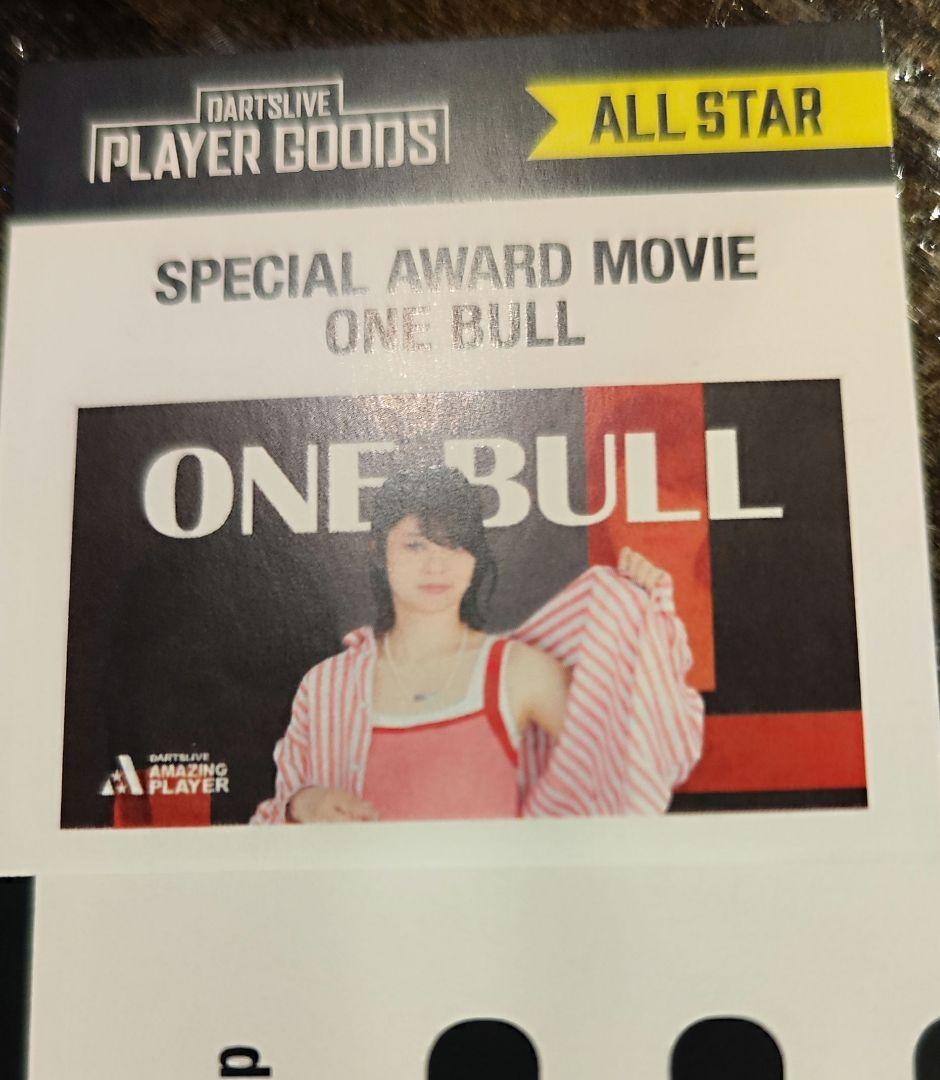 DARTSLIVE
PLAYER GOODS
ALL STAR
SPECIAL AWARD MOVIE
ONE BULL
ONE BULL
DARTSLIVE
AMAZING
PLAYER
p